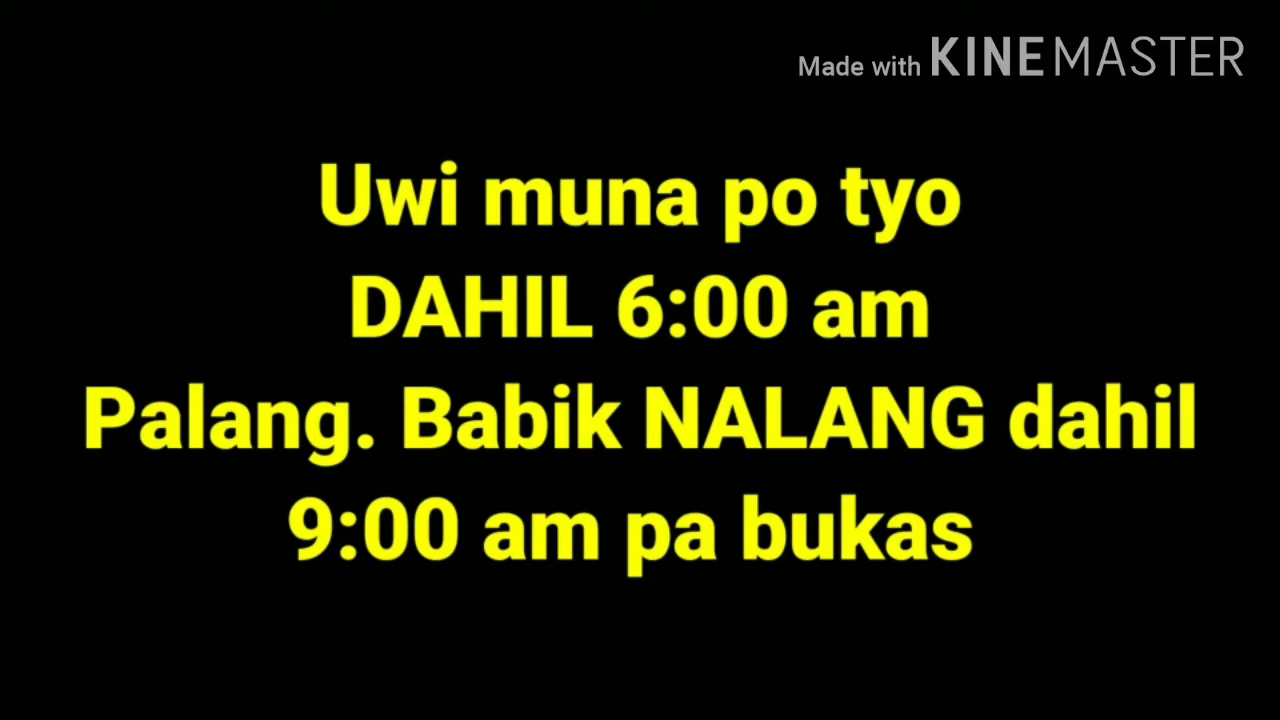 Made with KINEMASTER
Uwi muna po tyo
DAHIL 6:00 am
Palang. Babik NALANG dahil
9:00 am pa bukas